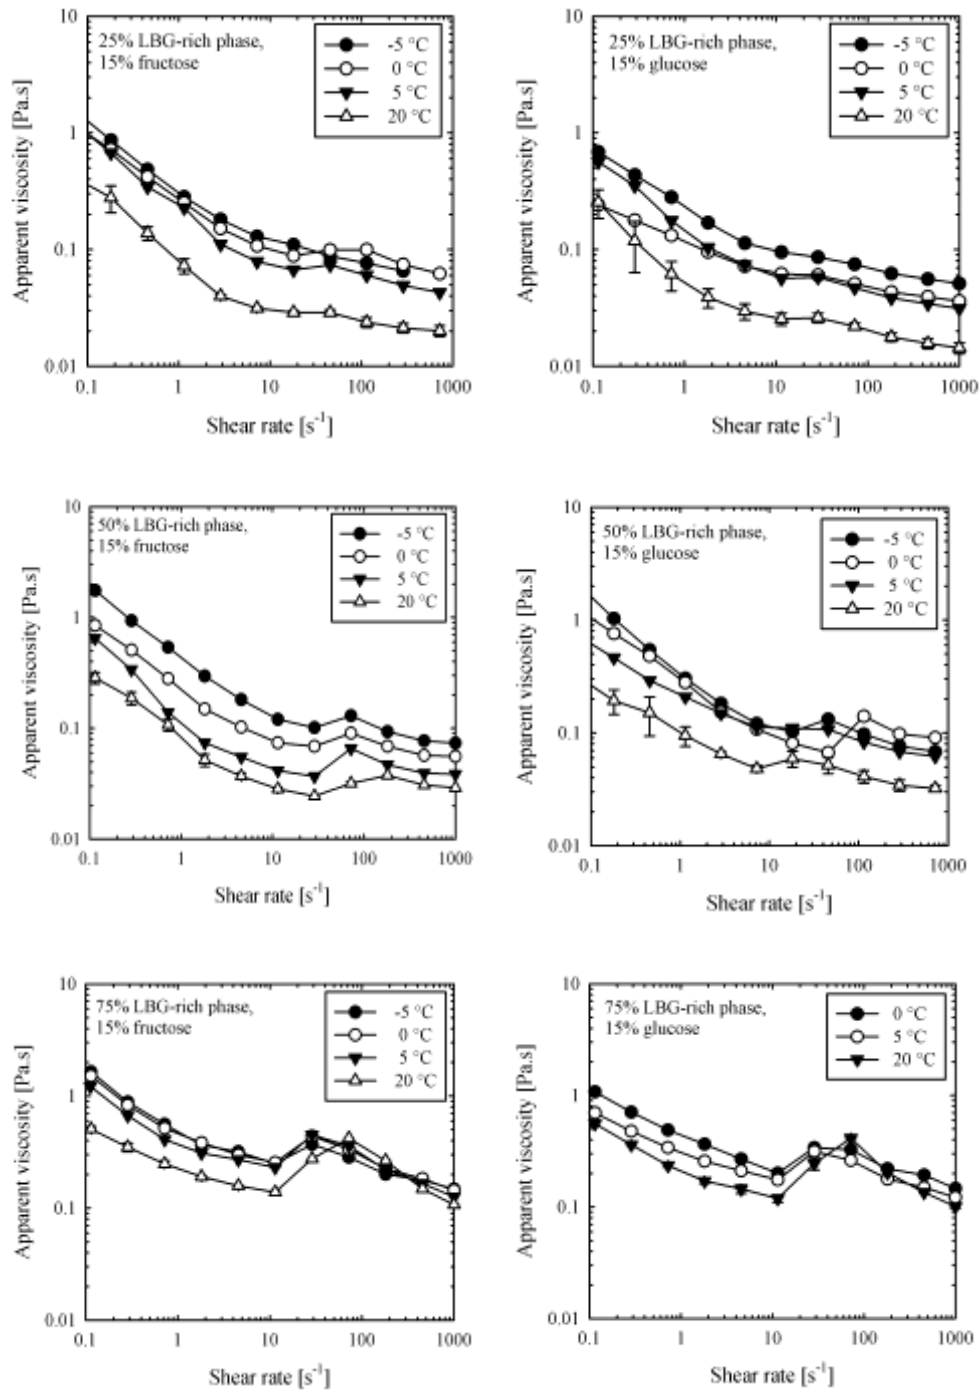 25% LBG-rich phase,
15% fructose
-5 °C
0 °C
5 °C
20 °C
Apparent viscosity [Pa.s]
10
1
0.1
0.01
0.1 1 10 100 1000
Shear rate [s⁻¹]
25% LBG-rich phase,
15% glucose
-5 °C
0 °C
5 °C
20 °C
Apparent viscosity [Pa.s]
10
1
0.1
0.01
0.1 1 10 100 1000
Shear rate [s⁻¹]
50% LBG-rich phase,
15% fructose
-5 °C
0 °C
5 °C
20 °C
Apparent viscosity [Pa.s]
10
1
0.1
0.01
0.1 1 10 100 1000
Shear rate [s⁻¹]
50% LBG-rich phase,
15% glucose
-5 °C
0 °C
5 °C
20 °C
Apparent viscosity [Pa.s]
10
1
0.1
0.01
0.1 1 10 100 1000
Shear rate [s⁻¹]
75% LBG-rich phase,
15% fructose
-5 °C
0 °C
5 °C
20 °C
Apparent viscosity [Pa.s]
10
1
0.1
0.01
0.1 1 10 100 1000
Shear rate [s⁻¹]
75% LBG-rich phase,
15% glucose
0 °C
5 °C
20 °C
Apparent viscosity [Pa.s]
10
1
0.1
0.01
0.1 1 10 100 1000
Shear rate [s⁻¹]